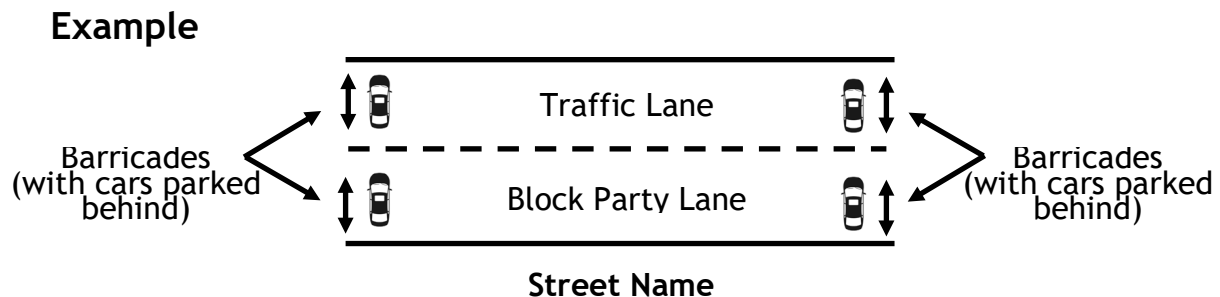 Example
Traffic Lane
Barricades
(with cars parked
behind)
Block Party Lane
Barricades
(with cars parked
behind)
Street Name